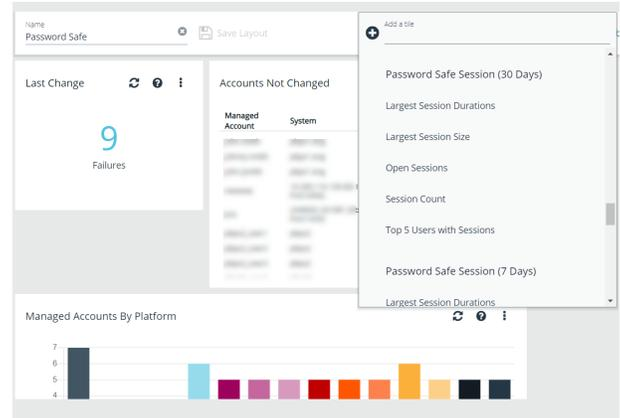 Name
Password Safe
Save Layout
Add a tile
Last Change
9
Failures
Accounts Not Changed
Managed
Account
System
Password Safe Session (30 Days)
Largest Session Durations
Largest Session Size
Open Sessions
Session Count
Top 5 Users with Sessions
Password Safe Session (7 Days)
Largest Session Durations
Managed Accounts By Platform
7
6
5
4